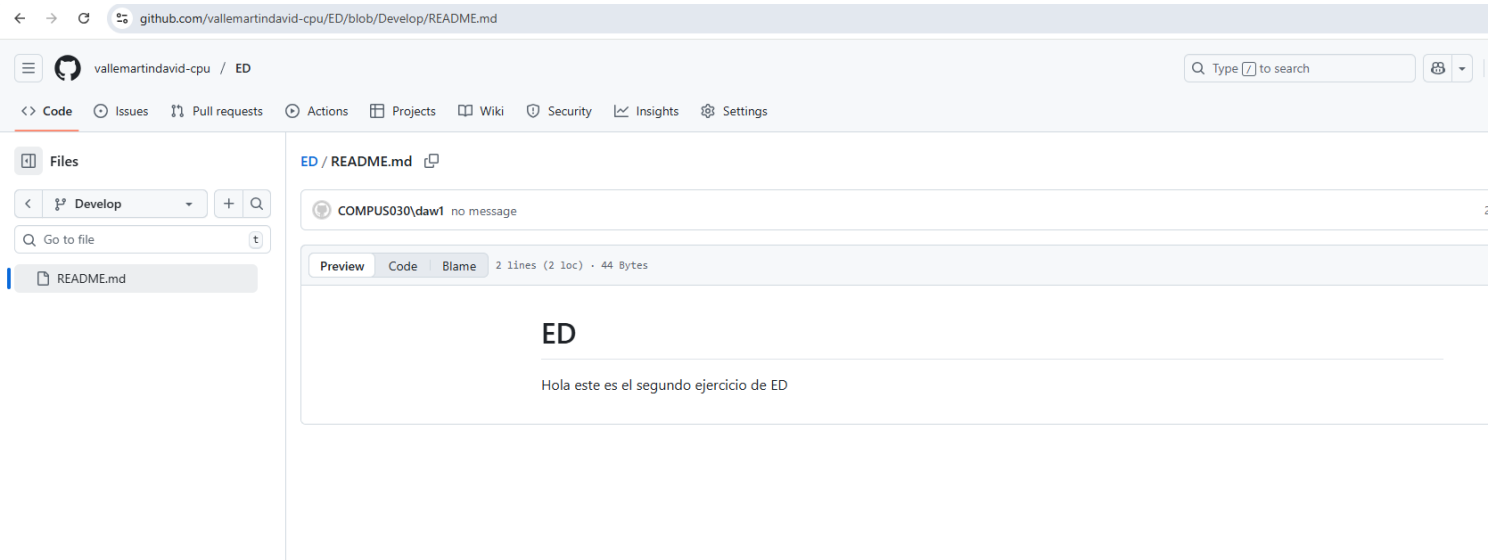 github.com/vallemartindavid-cpu/ED/blob/Develop/README.md
vallemartindavid-cpu / ED
Type / to search
Code Issues Pull requests Actions Projects Wiki Security Insights Settings
Files
ED / README.md
Develop
COMPUS030\daw1 no message
Go to file t
Preview Code Blame 2 lines (2 loc) · 44 Bytes
README.md
ED
Hola este es el segundo ejercicio de ED